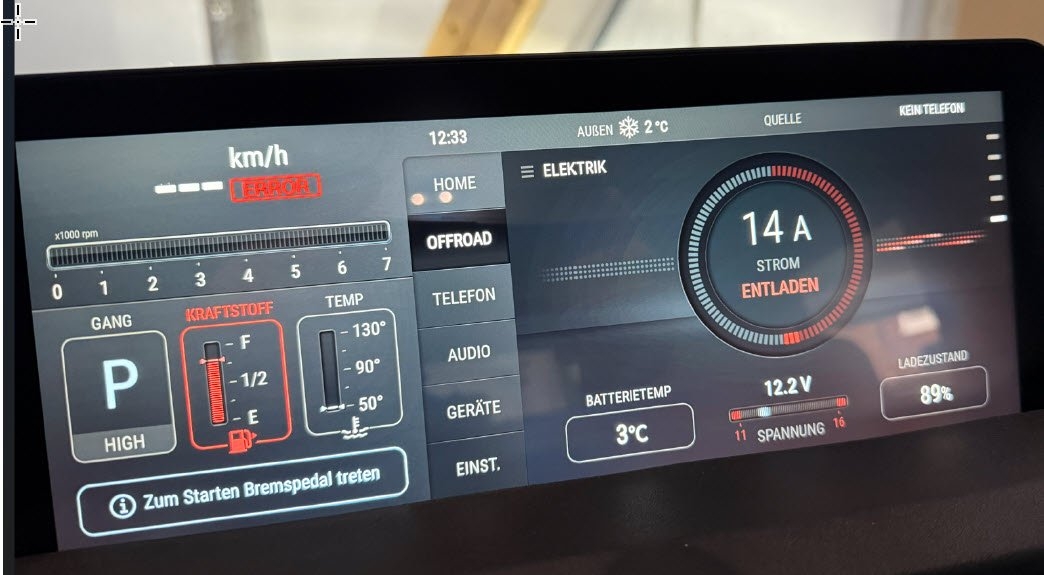 12:33
AUẞEN 2°C
QUELLE
KEIN TELEFON
km/h
ERROR
x1000 rpm
0 1 2 3 4 5 6 7
GANG
P
HIGH
KRAFTSTOFF
F
1/2
E
TEMP
130°
90°
50°
Zum Starten Bremspedal treten
HOME
OFFROAD
TELEFON
AUDIO
GERÄTE
EINST.
ELEKTRIK
14 A
STROM
ENTLADEN
BATTERIETEMP
3°C
12.2 V
11 16
SPANNUNG
LADEZUSTAND
89%